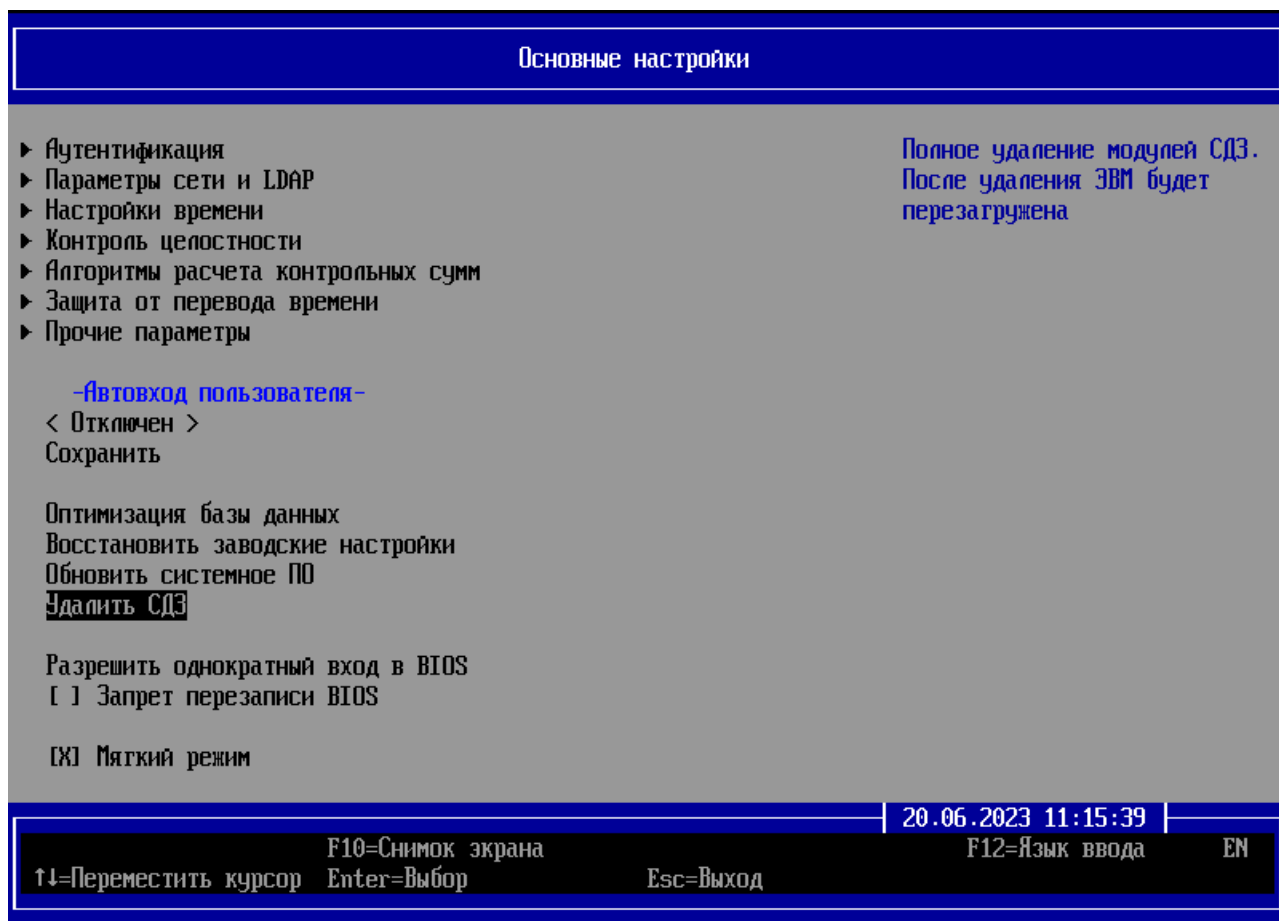 Основные настройки
► Аутентификация
► Параметры сети и LDAP
► Настройки времени
► Контроль целостности
► Алгоритмы расчета контрольных сумм
► Защита от перевода времени
► Прочие параметры
-Автовход пользователя-
< Отключен >
Сохранить
Оптимизация базы данных
Восстановить заводские настройки
Обновить системное ПО
Удалить СДЗ
Разрешить однократный вход в BIOS
[ ] Запрет перезаписи BIOS
[X] Мягкий режим
Полное удаление модулей СДЗ.
После удаления ЭВМ будет
перезагружена
20.06.2023 11:15:39
F10=Снимок экрана F12=Язык ввода EN
↑↓=Переместить курсор Enter=Выбор Esc=Выход